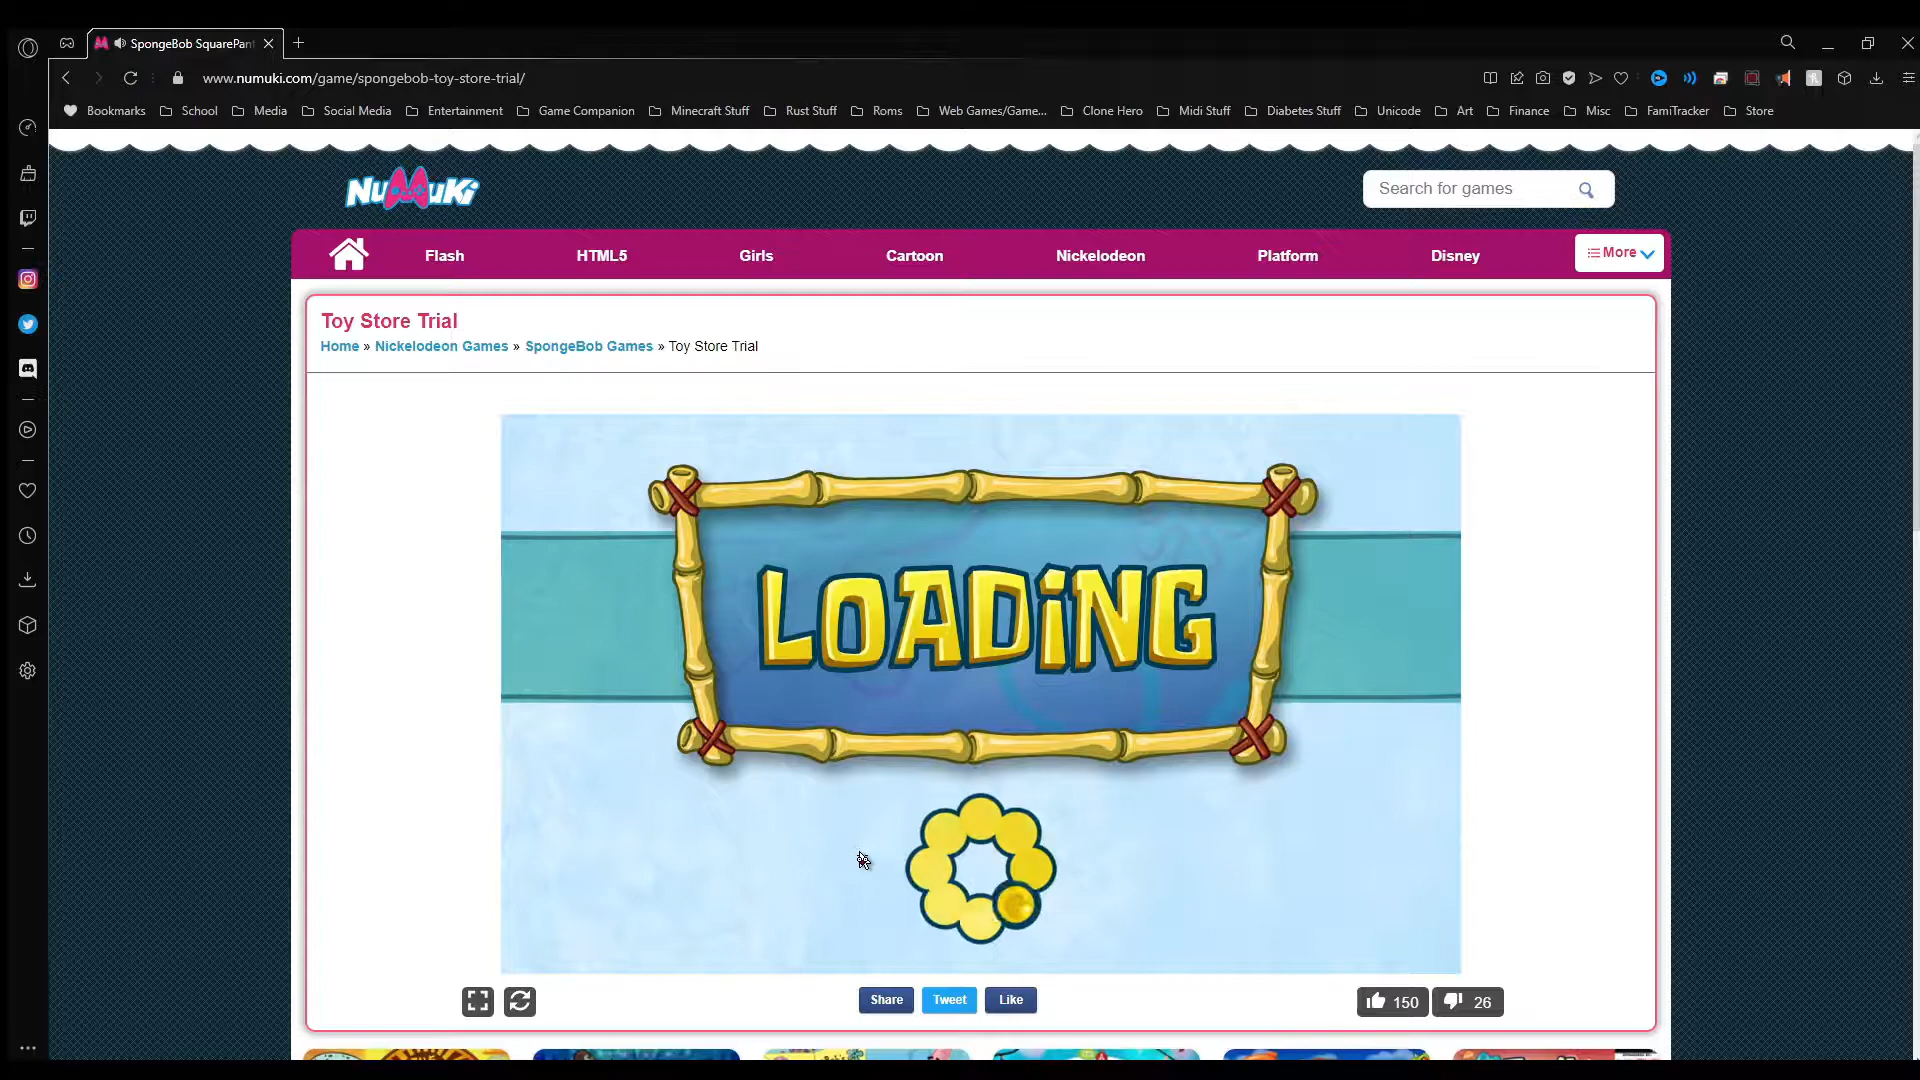 SpongeBob SquarePan
www.numuki.com/game/spongebob-toy-store-trial/
Bookmarks School Media Social Media Entertainment Game Companion Minecraft Stuff Rust Stuff Roms Web Games/Game... Clone Hero Midi Stuff Diabetes Stuff Unicode Art Finance Misc FamiTracker Store
NuMuKi
Search for games
Flash HTML5 Girls Cartoon Nickelodeon Platform Disney More
Toy Store Trial
Home » Nickelodeon Games » SpongeBob Games » Toy Store Trial
LOADiNG
Share Tweet Like 150 26